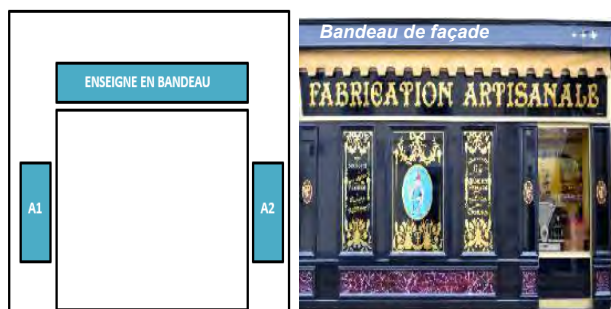 ENSEIGNE EN BANDEAU
A1
A2
Bandeau de façade
FABRICATION ARTISANALE